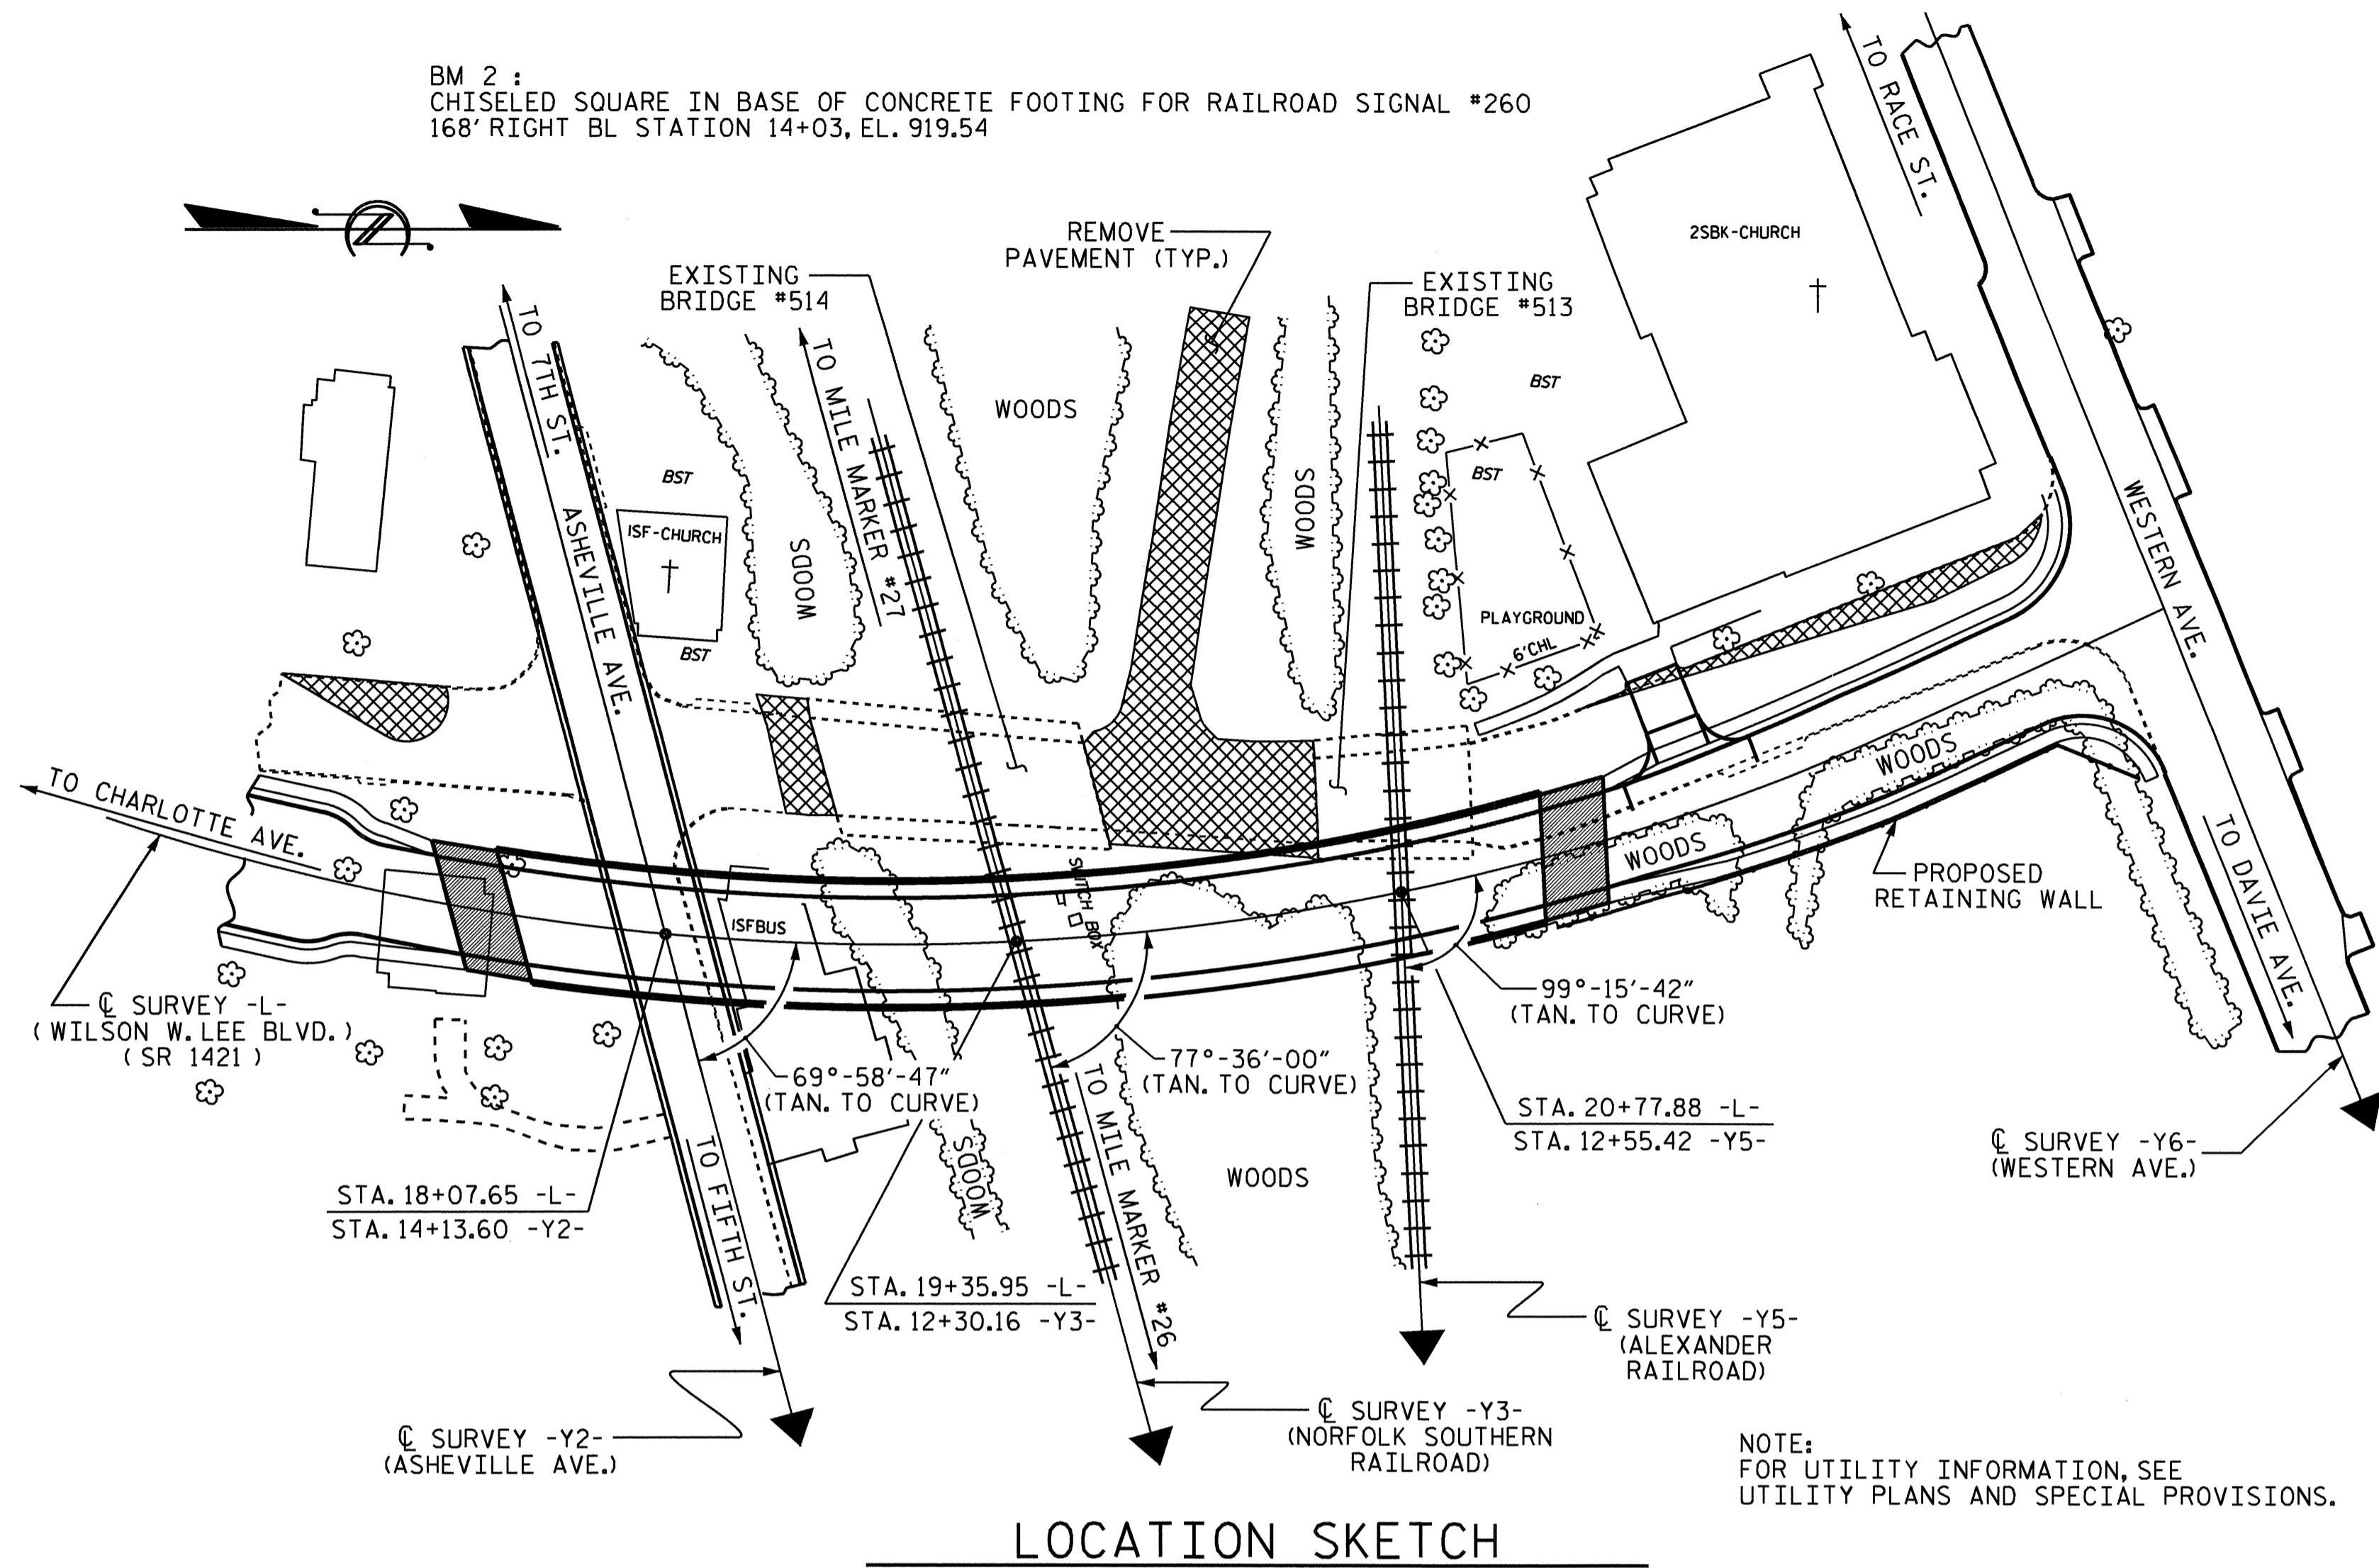 BM 2 :
CHISELED SQUARE IN BASE OF CONCRETE FOOTING FOR RAILROAD SIGNAL #260
168' RIGHT BL STATION 14+03, EL. 919.54
TO RACE ST.
REMOVE
PAVEMENT (TYP.)
2SBK-CHURCH
EXISTING
BRIDGE #514
EXISTING
BRIDGE #513
TO 7TH ST.
TO MILE MARKER #27
WOODS
BST
BST
BST
WOODS
ASHEVILLE AVE.
ISF-CHURCH
WOODS
WESTERN AVE.
PLAYGROUND
6'CHL
BST
TO CHARLOTTE AVE.
WOODS
WOODS
SWITCH BOX
ISFBUS
PROPOSED
RETAINING WALL
TO DAVIE AVE.
℄ SURVEY -L-
( WILSON W. LEE BLVD. )
( SR 1421 )
99°-15'-42"
(TAN. TO CURVE)
77°-36'-00"
(TAN. TO CURVE)
69°-58'-47"
(TAN. TO CURVE)
STA. 20+77.88 -L-
STA. 12+55.42 -Y5-
℄ SURVEY -Y6-
(WESTERN AVE.)
TO FIFTH ST.
WOODS
TO MILE MARKER #26
WOODS
STA. 18+07.65 -L-
STA. 14+13.60 -Y2-
STA. 19+35.95 -L-
STA. 12+30.16 -Y3-
℄ SURVEY -Y5-
(ALEXANDER
RAILROAD)
℄ SURVEY -Y3-
(NORFOLK SOUTHERN
RAILROAD)
℄ SURVEY -Y2-
(ASHEVILLE AVE.)
NOTE:
FOR UTILITY INFORMATION, SEE
UTILITY PLANS AND SPECIAL PROVISIONS.
LOCATION SKETCH